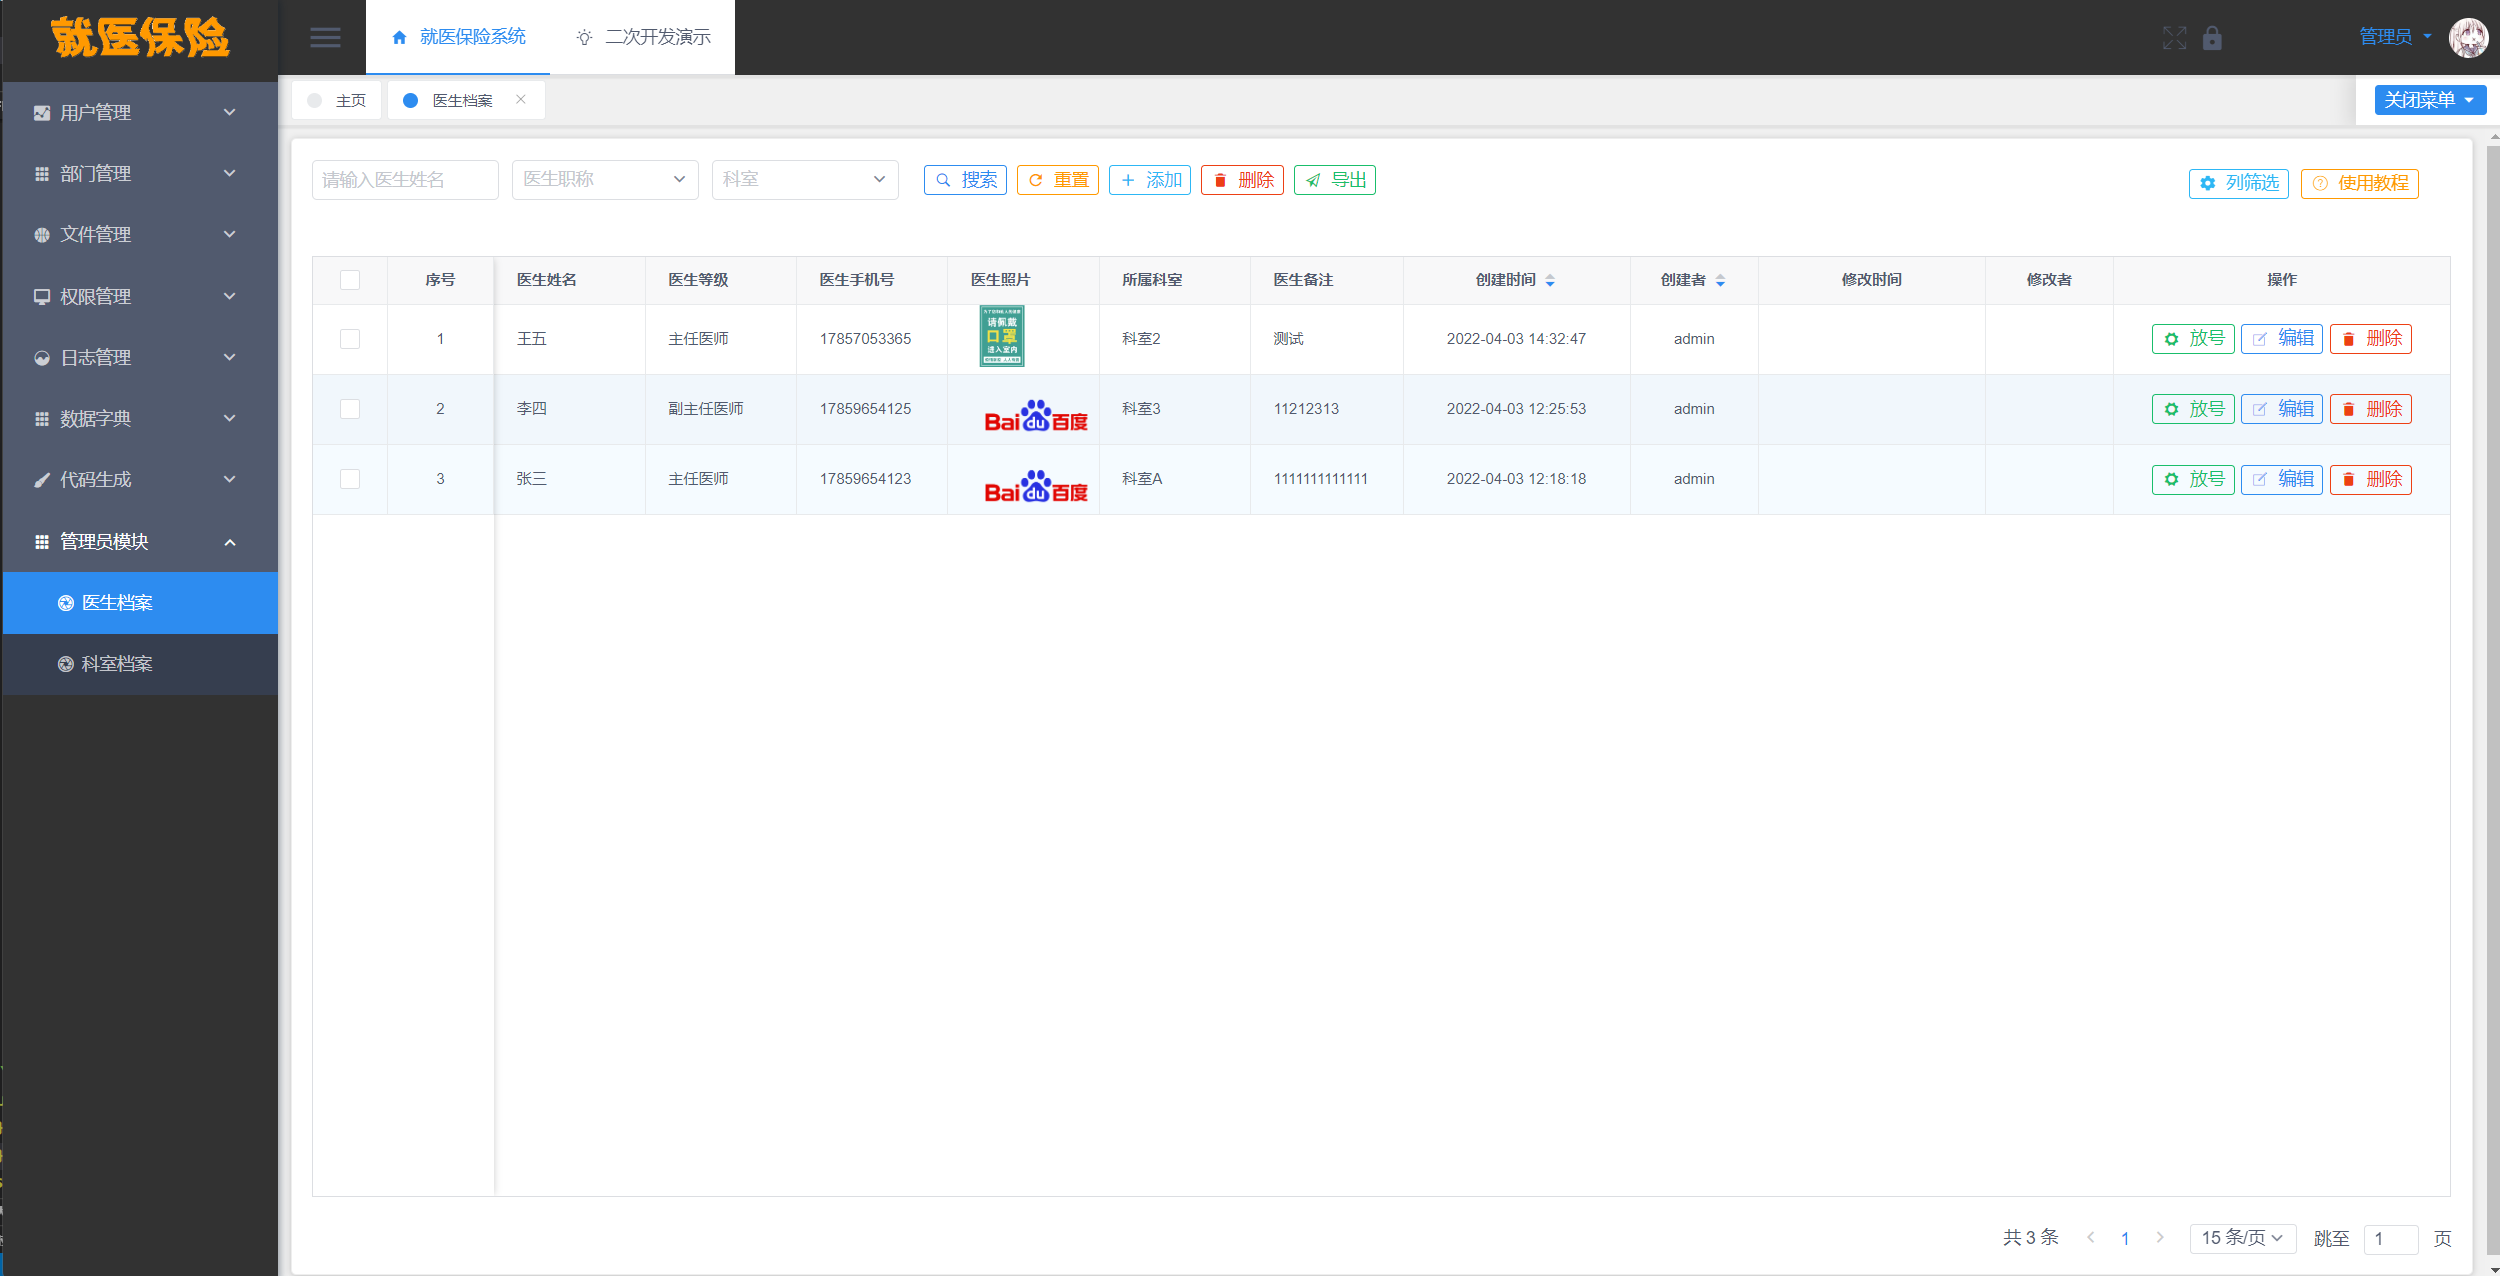 就医保险
就医保险系统
二次开发演示
管理员
主页
医生档案
关闭菜单
用户管理
部门管理
文件管理
权限管理
日志管理
数据字典
代码生成
管理员模块
医生档案
科室档案
请输入医生姓名 医生职称 科室 搜索 重置 添加 删除 导出 列筛选 使用教程
序号 医生姓名 医生等级 医生手机号 医生照片 所属科室 医生备注 创建时间 创建者 修改时间 修改者 操作
1 王五 主任医师 17857053365 请佩戴 口罩 进入室内 科室2 测试 2022-04-03 14:32:47 admin 放号 编辑 删除
2 李四 副主任医师 17859654125 Bai du 百度 科室3 11212313 2022-04-03 12:25:53 admin 放号 编辑 删除
3 张三 主任医师 17859654123 Bai du 百度 科室A 1111111111111 2022-04-03 12:18:18 admin 放号 编辑 删除
共 3 条 1 15 条/页 跳至 1 页